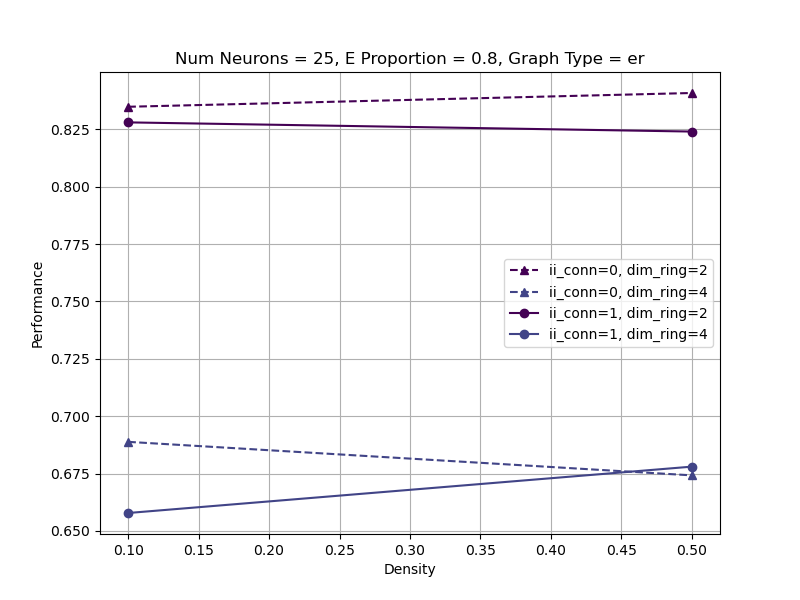 Num Neurons = 25, E Proportion = 0.8, Graph Type = er
0.825
0.800
0.775
0.750
0.725
0.700
0.675
0.650
Performance
ii_conn=0, dim_ring=2
ii_conn=0, dim_ring=4
ii_conn=1, dim_ring=2
ii_conn=1, dim_ring=4
0.10 0.15 0.20 0.25 0.30 0.35 0.40 0.45 0.50
Density